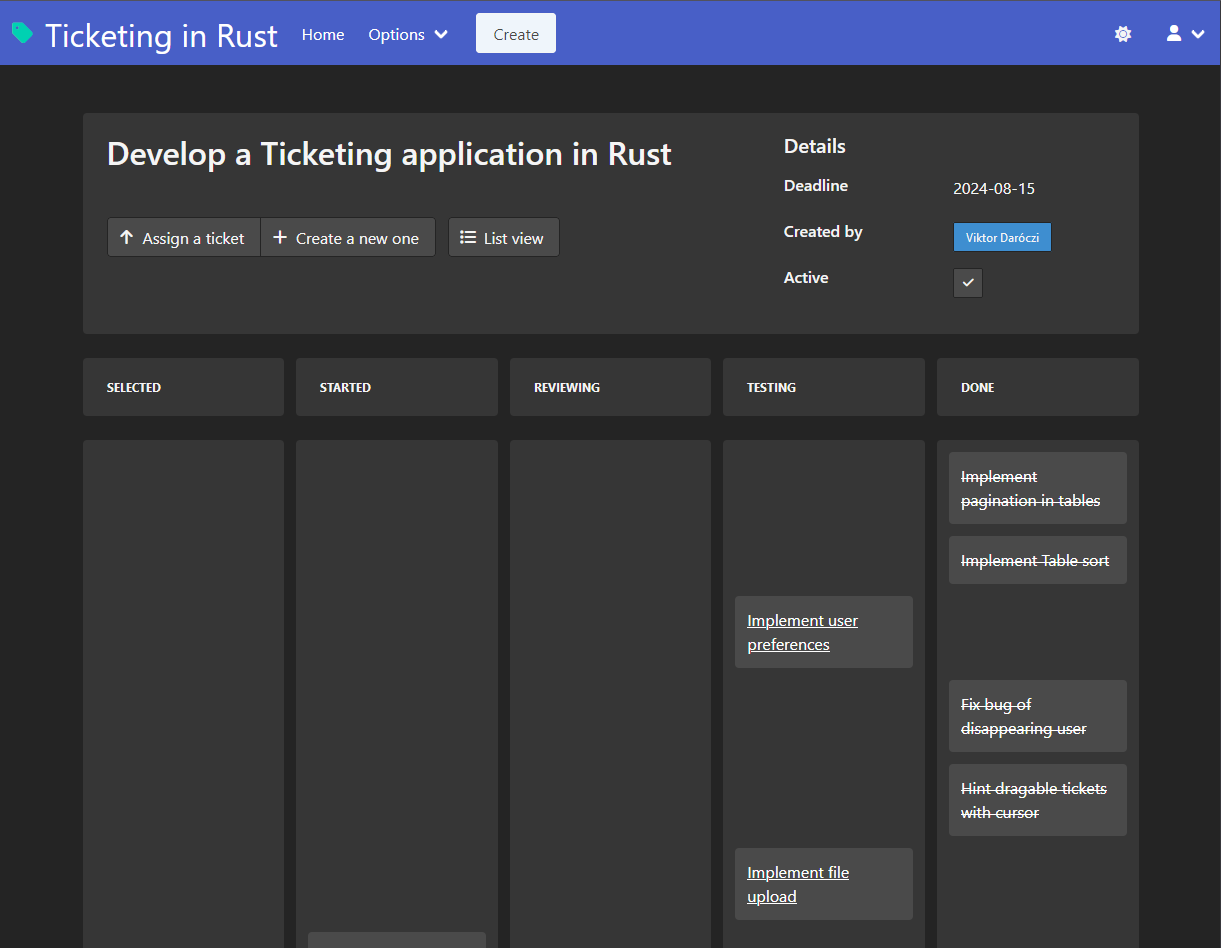 Ticketing in Rust
Home
Options
Create
Develop a Ticketing application in Rust
Assign a ticket
Create a new one
List view
Details
Deadline
2024-08-15
Created by
Viktor Daróczi
Active
SELECTED
STARTED
REVIEWING
TESTING
DONE
Implement
pagination in tables
Implement Table sort
Implement user
preferences
Fix bug of
disappearing user
Hint dragable tickets
with cursor
Implement file
upload